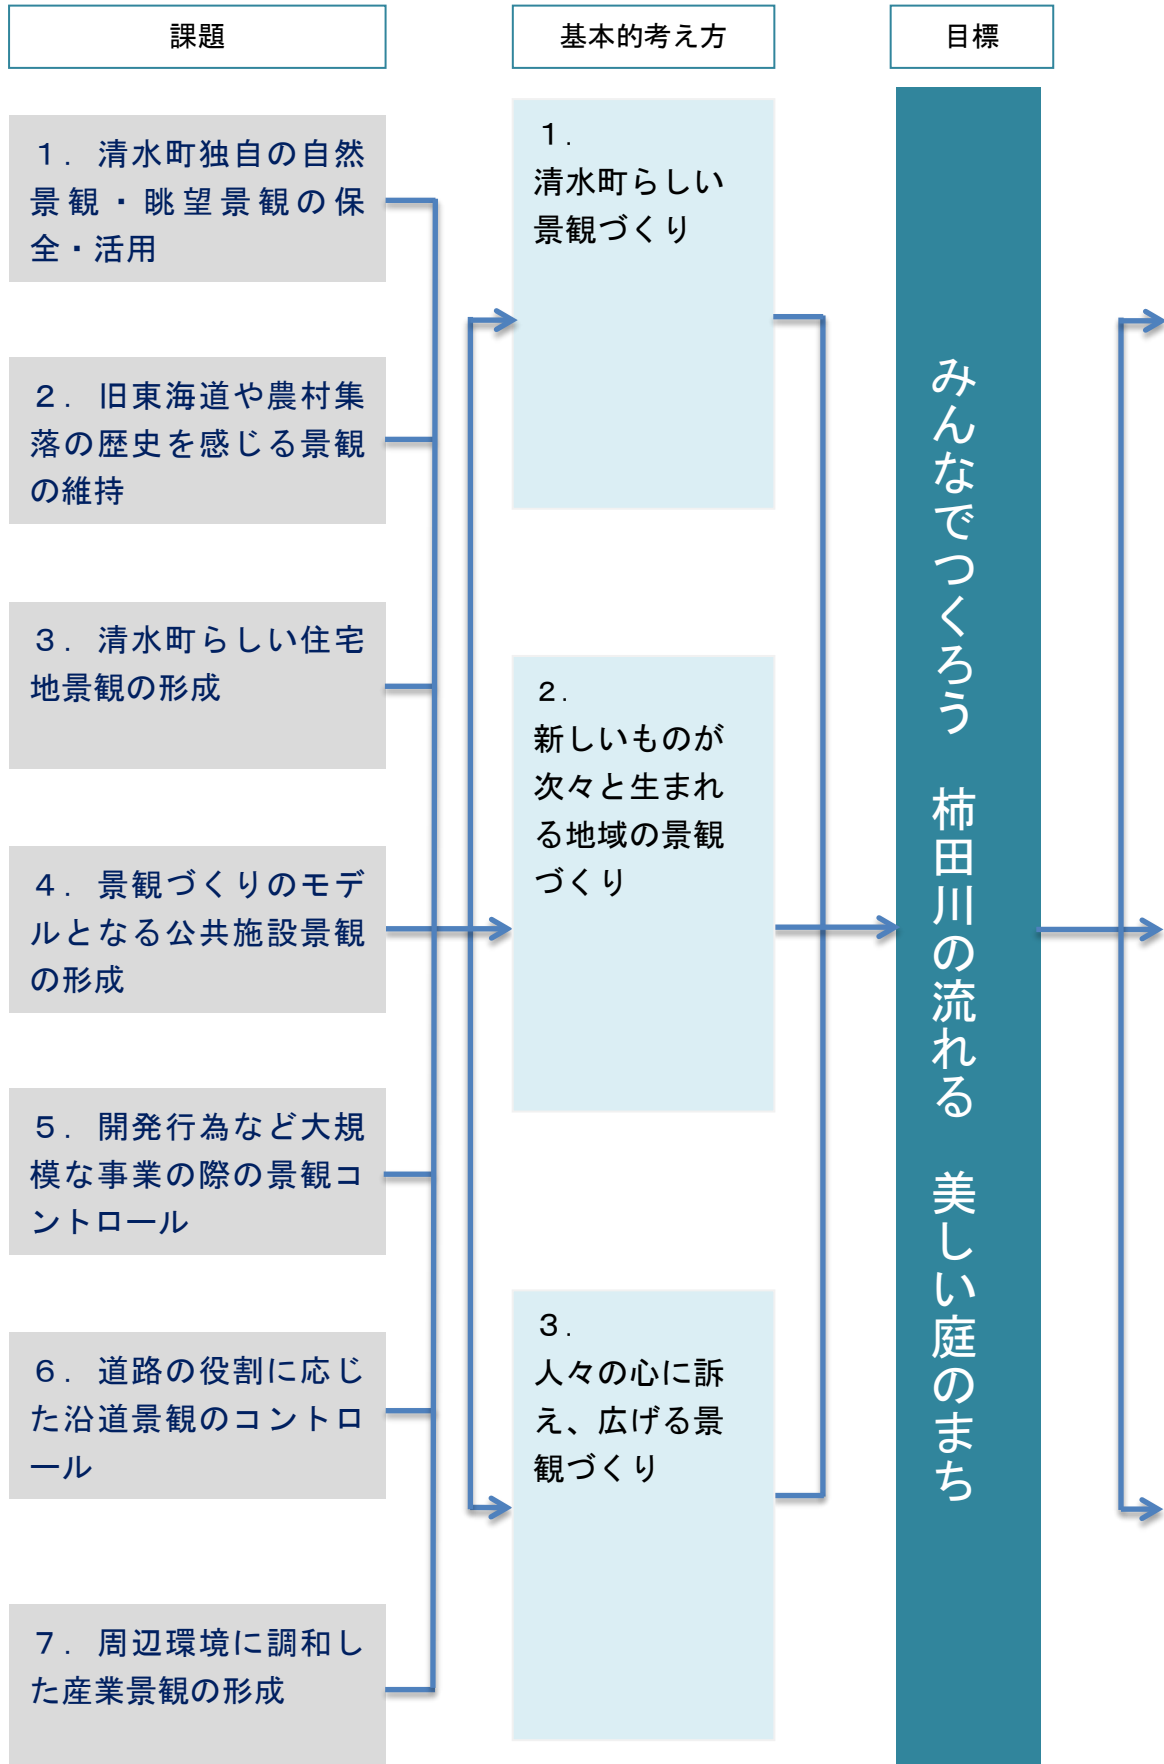 課題
基本的考え方
目標
１．清水町独自の自然
景観・眺望景観の保
全・活用
２．旧東海道や農村集
落の歴史を感じる景観
の維持
３．清水町らしい住宅
地景観の形成
４．景観づくりのモデ
ルとなる公共施設景観
の形成
５．開発行為など大規
模な事業の際の景観コ
ントロール
６．道路の役割に応じ
た沿道景観のコントロ
ール
７．周辺環境に調和し
た産業景観の形成
１．
清水町らしい
景観づくり
２．
新しいものが
次々と生まれ
る地域の景観
づくり
３．
人々の心に訴
え、広げる景
観づくり
みんなでつくろう　柿田川の流れる　美しい庭のまち